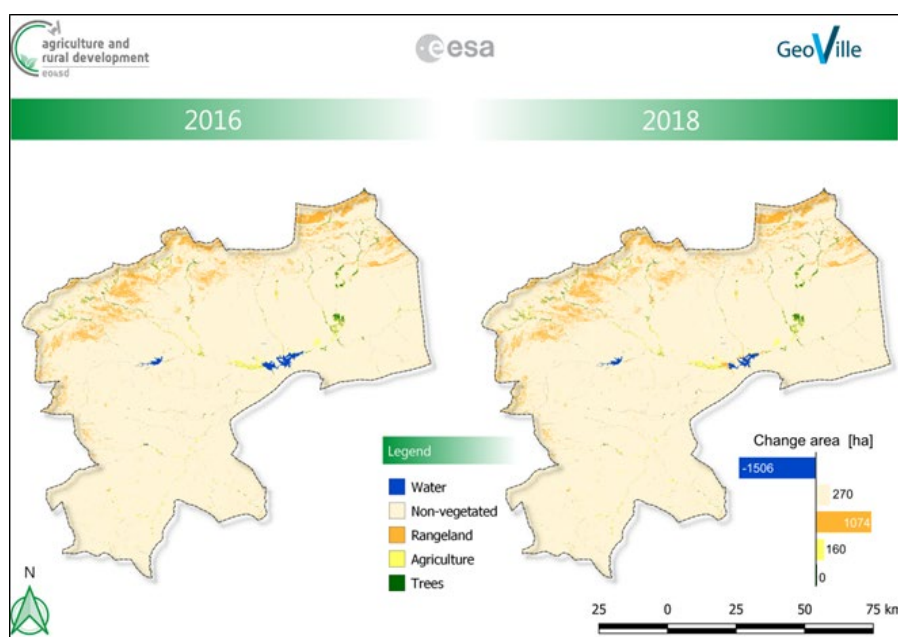 agriculture and
rural development
eo4sd
esa
GeoVille
2016
2018
Legend
Water
Non-vegetated
Rangeland
Agriculture
Trees
Change area [ha]
-1506
270
1074
160
0
N
25 0 25 50 75 km